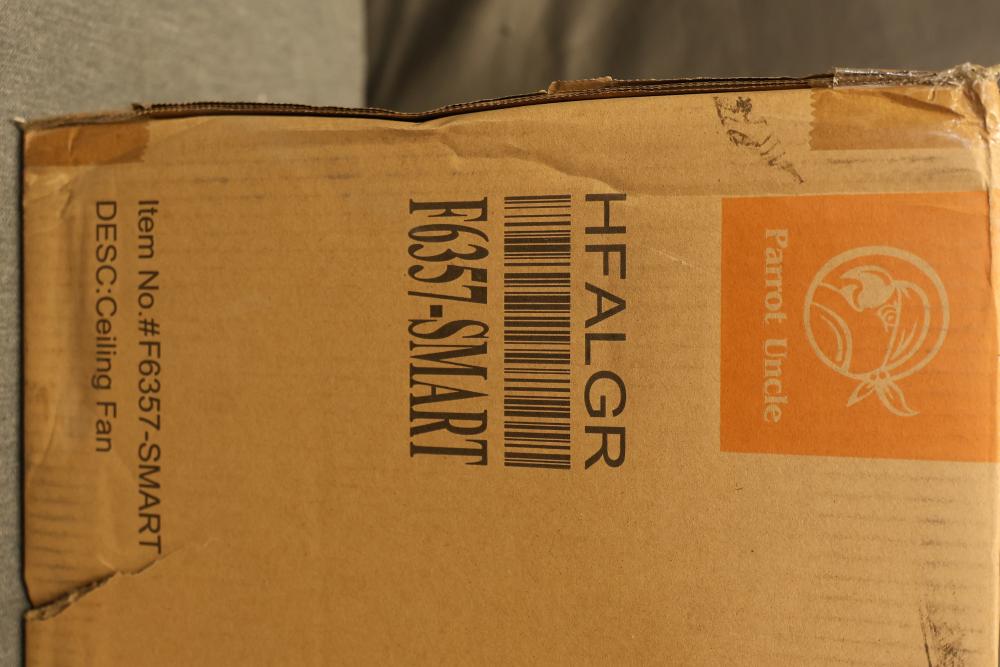 Parrot Uncle
HFALGR
F6357-SMART
Item No.#F6357-SMART
DESC:Ceiling Fan